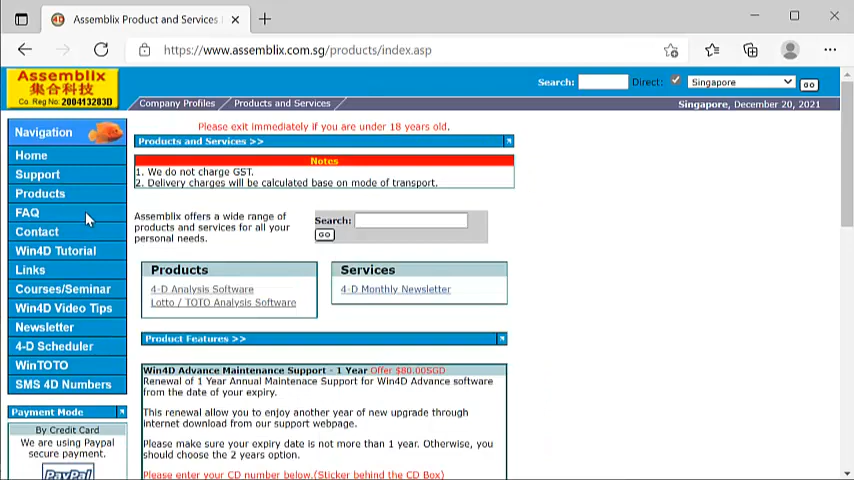 Assemblix Product and Services
https://www.assemblix.com.sg/products/index.asp
Assemblix
集合科技
Co. Reg No. 200413283D
Search:
Direct:
Singapore
GO
Company Profiles
Products and Services
Singapore, December 20, 2021
Navigation
Home
Support
Products
FAQ
Contact
Win4D Tutorial
Links
Courses/Seminar
Win4D Video Tips
Newsletter
4-D Scheduler
WinTOTO
SMS 4D Numbers
Payment Mode
By Credit Card
We are using Paypal
secure payment.
PayPal
Please exit immediately if you are under 18 years old.
Products and Services >>
Notes
1. We do not charge GST.
2. Delivery charges will be calculated base on mode of transport.
Assemblix offers a wide range of
products and services for all your
personal needs.
Search:
GO
Products
4-D Analysis Software
Lotto / TOTO Analysis Software
Services
4-D Monthly Newsletter
Product Features >>
Win4D Advance Maintenance Support - 1 Year Offer $80.00SGD
Renewal of 1 Year Annual Maintenace Support for Win4D Advance software
from the date of your expiry.
This renewal allow you to enjoy another year of new upgrade through
internet download from our support webpage.
Please make sure your expiry date is not more than 1 year. Otherwise, you
should choose the 2 years option.
Please enter your CD number below.(Sticker behind the CD Box)